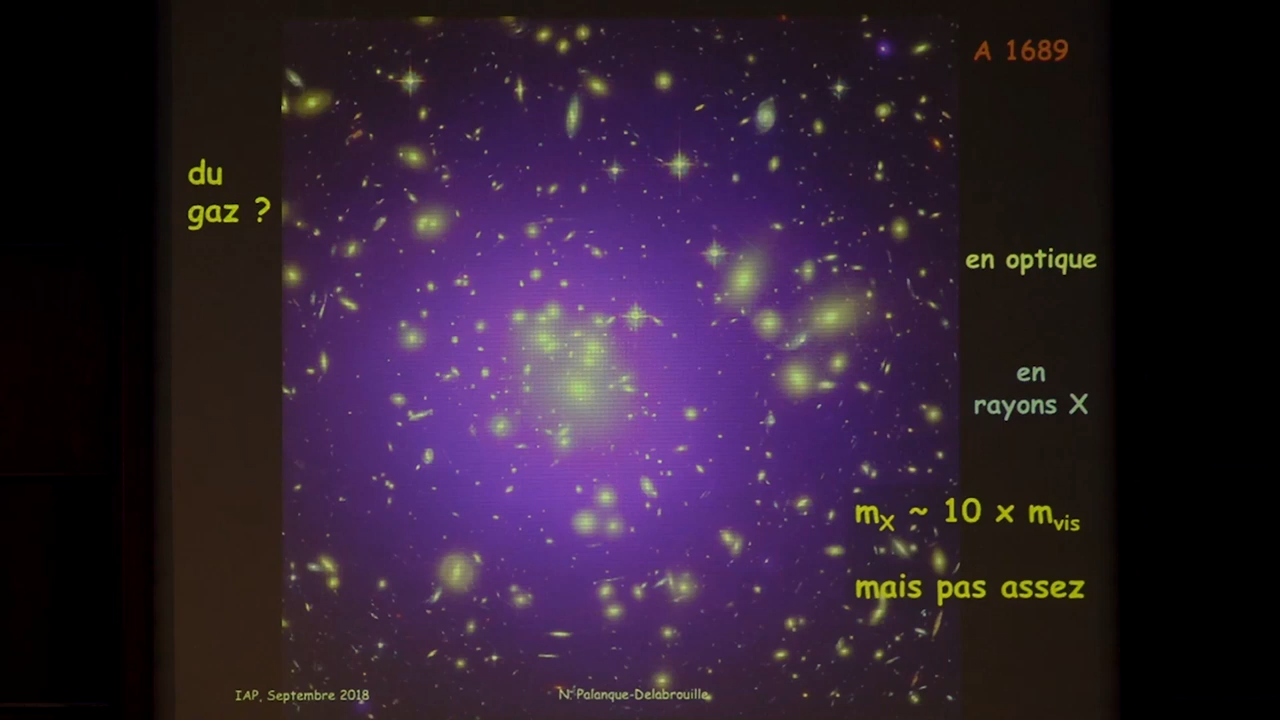 A 1689
du
gaz ?
en optique
en
rayons X
mX ~ 10 x mvis
mais pas assez
IAP, Septembre 2018
N. Palanque-Delabrouille